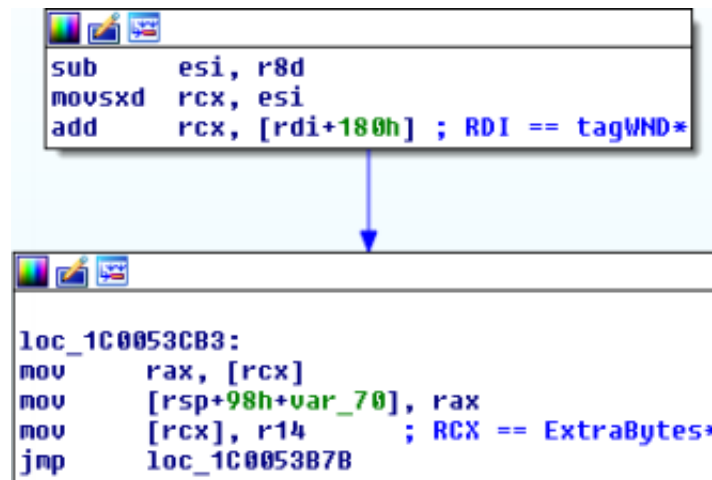 sub esi, r8d
movsxd rcx, esi
add rcx, [rdi+180h] ; RDI == tagWND*
loc_1C0053CB3:
mov rax, [rcx]
mov [rsp+98h+var_70], rax
mov [rcx], r14 ; RCX == ExtraBytes*
jmp loc_1C0053B7B